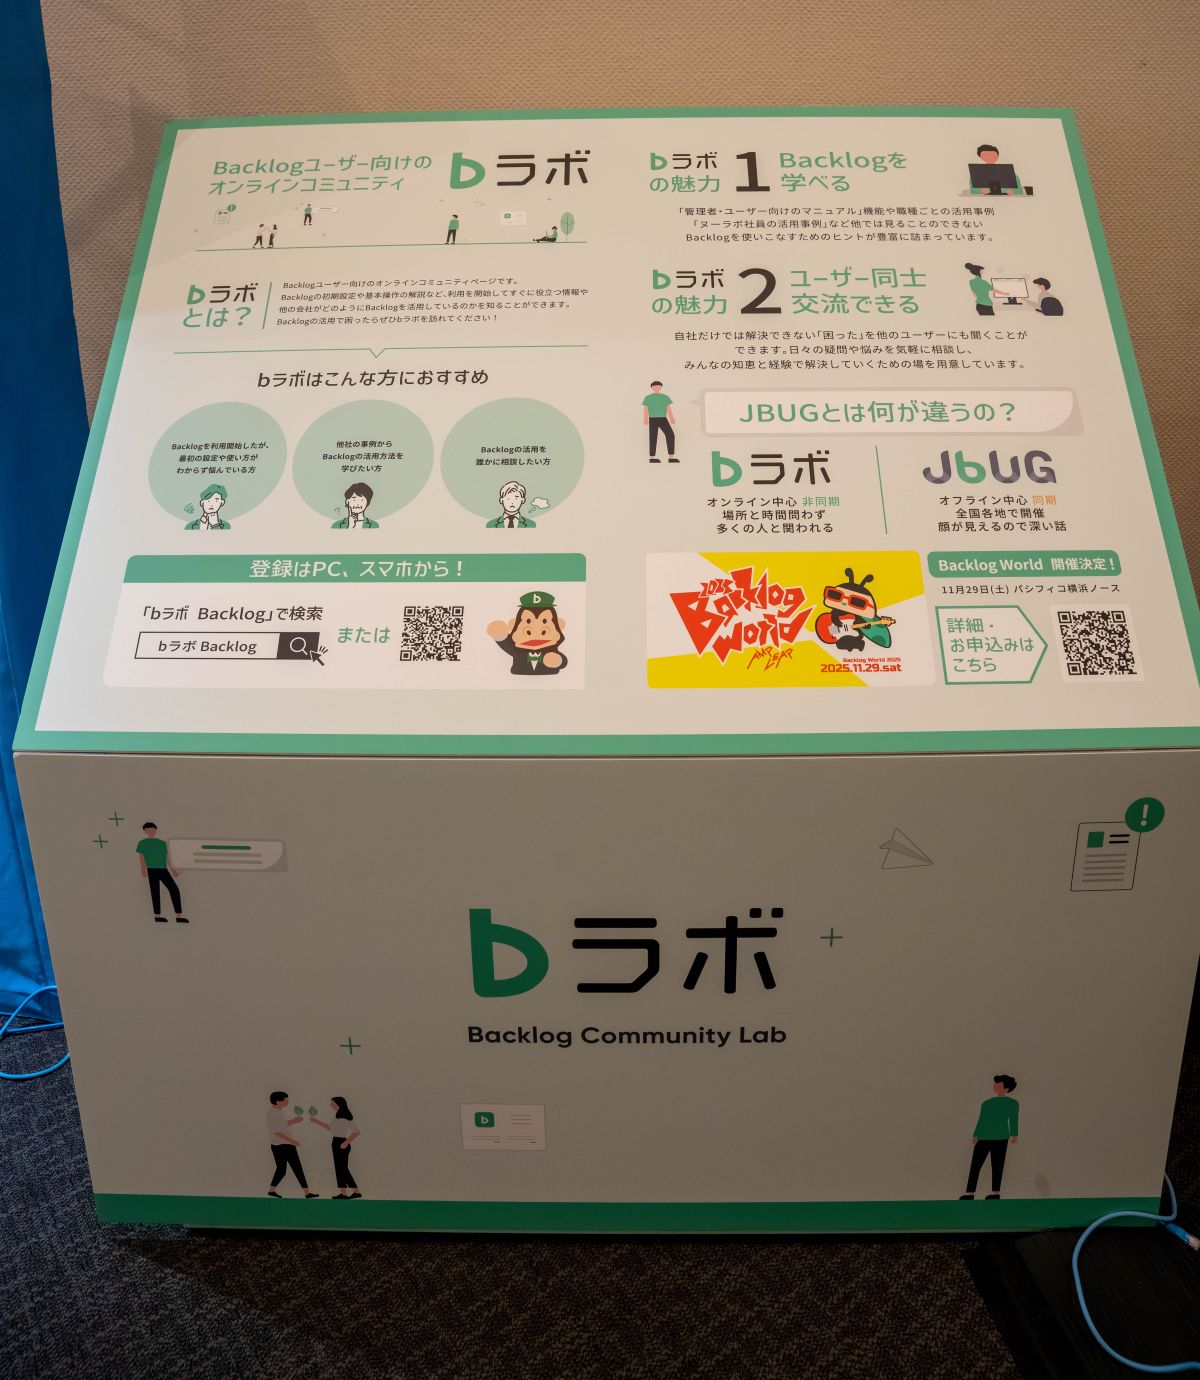 Backlogユーザー向けの
オンラインコミュニティ
bラボ
bラボ
とは？
Backlogユーザー向けのオンラインコミュニティページです。
Backlogの初期設定や基本操作の解説など、利用を開始してすぐに役立つ情報や
他の会社がどのようにBacklogを活用しているのかを知ることができます。
Backlogの活用で困ったらぜひbラボを訪れてください！
bラボはこんな方におすすめ
Backlogを利用開始したが、
最初の設定や使い方が
わからず悩んでいる方
他社の事例から
Backlogの活用方法を
学びたい方
Backlogの活用を
誰かに相談したい方
登録はPC、スマホから！
「bラボ Backlog」で検索
bラボ Backlog
または
b
bラボ
の魅力
1
Backlogを
学べる
「管理者・ユーザー向けのマニュアル」機能や職種ごとの活用事例
「ヌーラボ社員の活用事例」など他では見ることのできない
Backlogを使いこなすためのヒントが豊富に詰まっています。
bラボ
の魅力
2
ユーザー同士
交流できる
自社だけでは解決できない「困った」を他のユーザーにも聞くことが
できます。日々の疑問や悩みを気軽に相談し、
みんなの知恵と経験で解決していくための場を用意しています。
JBUGとは何が違うの？
bラボ
オンライン中心 非同期
場所と時間問わず
多くの人と関われる
JbUG
オフライン中心 同期
全国各地で開催
顔が見えるので深い話
2025
Backlog
World
AMP LEAP
Backlog World 2025
2025.11.29.sat
Backlog World 開催決定！
11月29日(土) パシフィコ横浜ノース
詳細・
お申込みは
こちら
!
bラボ
Backlog Community Lab
b